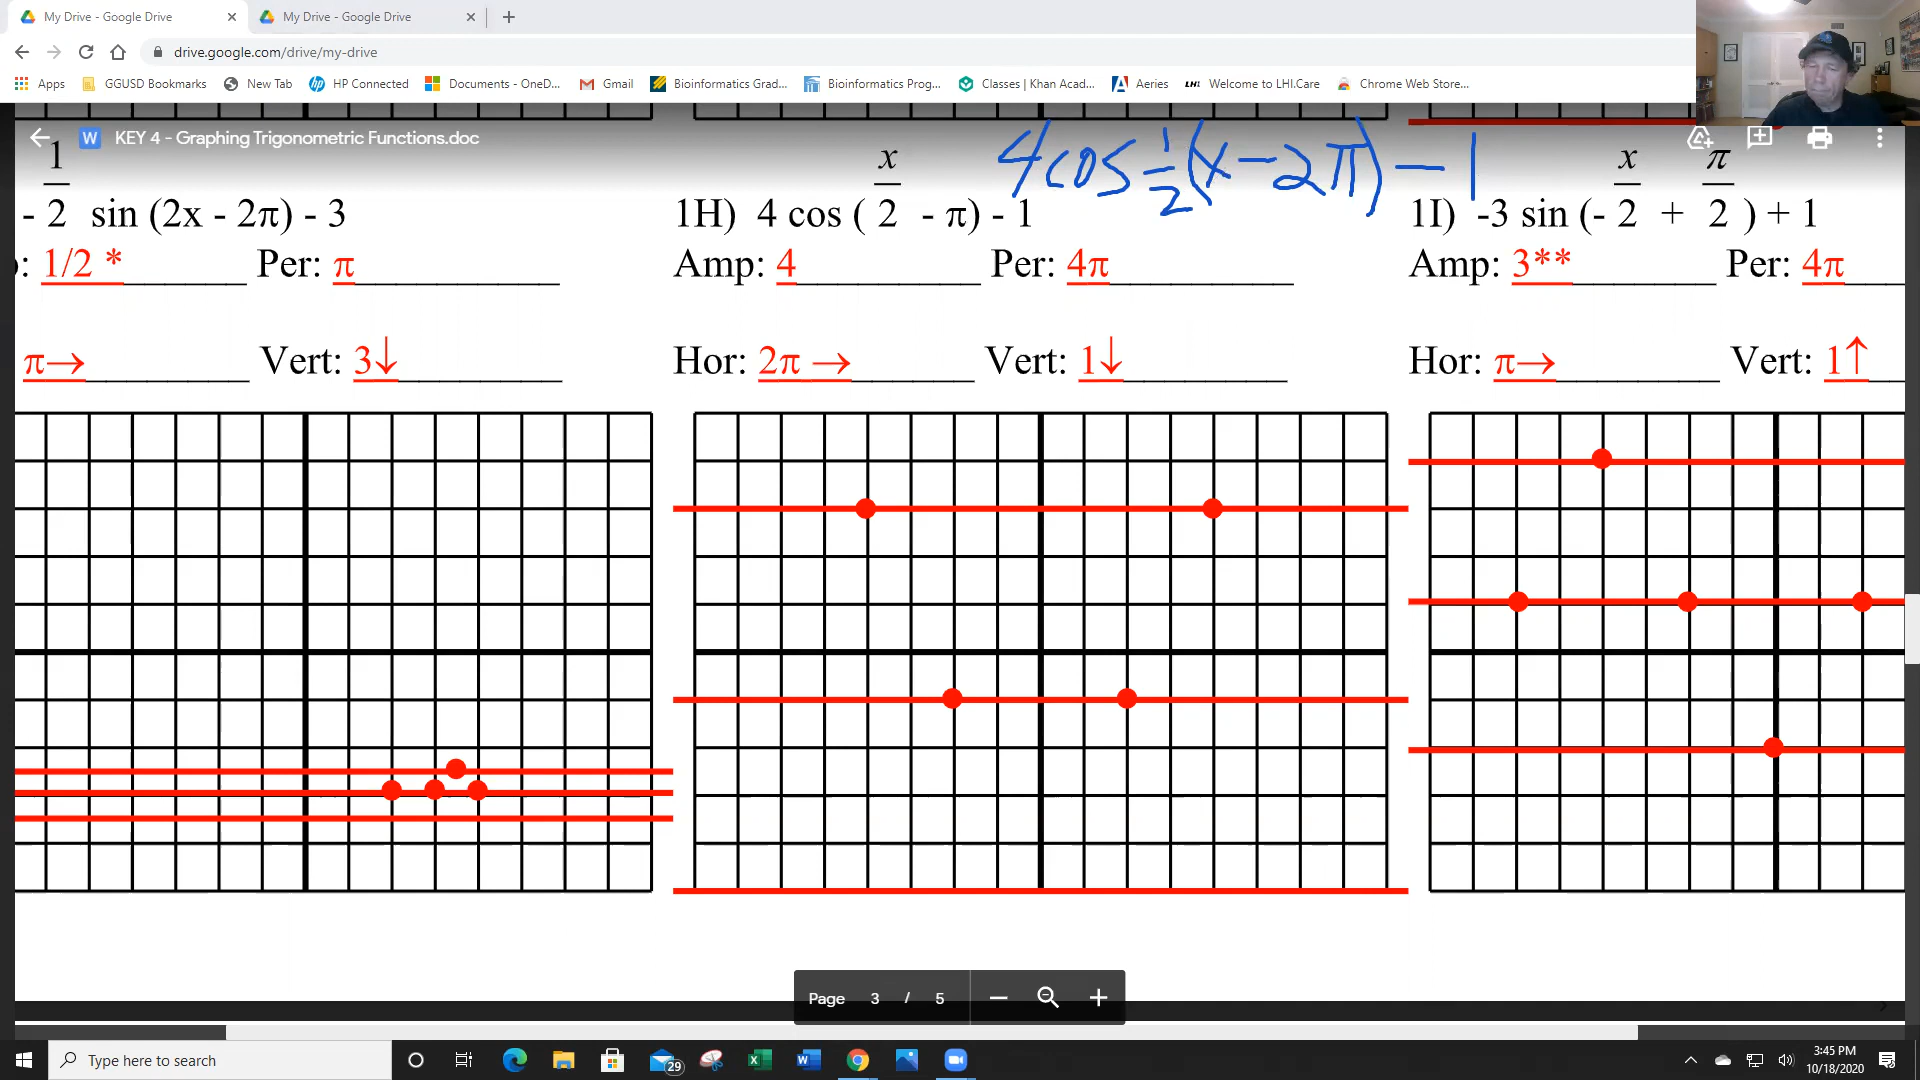 My Drive - Google Drive
My Drive - Google Drive
drive.google.com/drive/my-drive
Apps GGUSD Bookmarks New Tab HP Connected Documents - OneD... Gmail Bioinformatics Grad... Bioinformatics Prog... Classes | Khan Acad... Aeries LHI: Welcome to LHI.Care Chrome Web Store...
W KEY 4 - Graphing Trigonometric Functions.doc
4cos 1/2(x-2π)-1
- 1/2 sin (2x - 2π) - 3
1H) 4 cos ( x/2 - π) - 1
1I) -3 sin (- x/2 + π/2 ) + 1
: 1/2 * Per: π
Amp: 4 Per: 4π
Amp: 3** Per: 4π
π→ Vert: 3↓
Hor: 2π → Vert: 1↓
Hor: π→ Vert: 1↑
Page 3 / 5
Type here to search
29
3:45 PM
10/18/2020